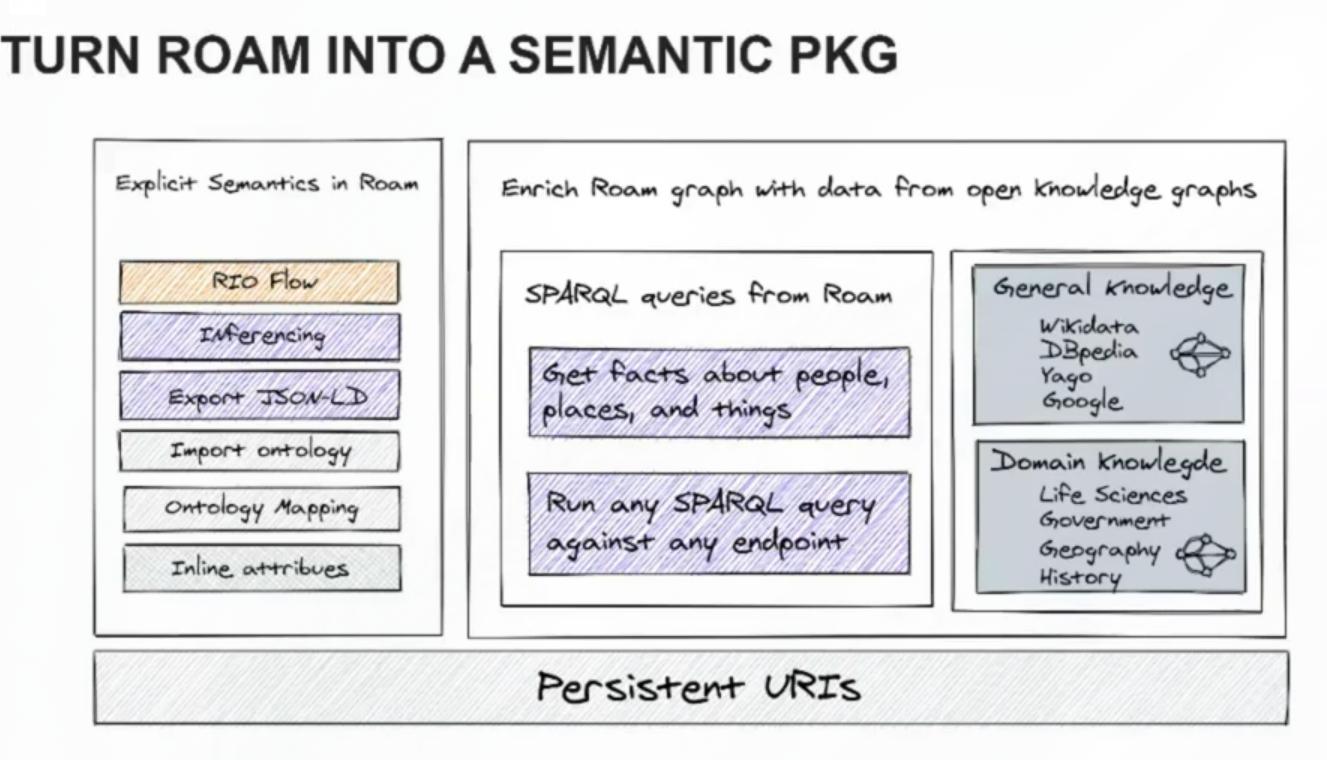 TURN ROAM INTO A SEMANTIC PKG
Explicit Semantics in Roam
RIO Flow
INferencing
Export JSON-LD
Import ontology
Ontology Mapping
Inline attribues
Enrich Roam graph with data from open knowledge graphs
SPARQL queries from Roam
Get facts about people,
places, and things
Run any SPARQL query
against any endpoint
General Knowledge
Wikidata
DBpedia
Yago
Google
Domain Knowlegde
Life Sciences
Government
Geography
History
Persistent URIs